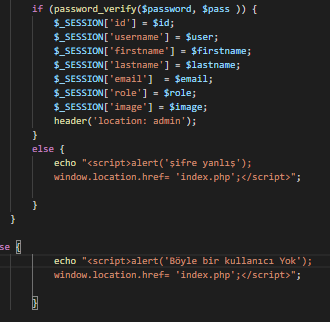 if (password_verify($password, $pass )) {
$_SESSION['id'] = $id;
$_SESSION['username'] = $user;
$_SESSION['firstname'] = $firstname;
$_SESSION['lastname'] = $lastname;
$_SESSION['email']  = $email;
$_SESSION['role'] = $role;
$_SESSION['image'] = $image;
header('location: admin');
}
else {
echo "<script>alert('şifre yanlış');
window.location.href= 'index.php';</script>";
}
}
se {
echo "<script>alert('Böyle bir kullanıcı Yok');
window.location.href= 'index.php';</script>";
}